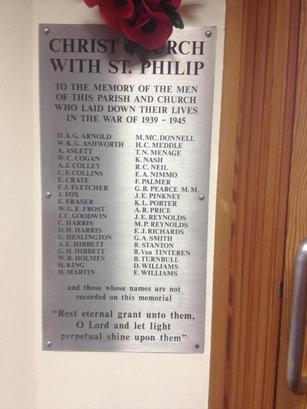 CHRIST CHURCH
WITH ST. PHILIP
TO THE MEMORY OF THE MEN
OF THIS PARISH AND CHURCH
WHO LAID DOWN THEIR LIVES
IN THE WAR OF 1939 - 1945
D. A. G. ARNOLD
W. K. G. ASHWORTH
A. ASLETT
W. C. COGAN
A. J. COLLEY
C. F. COLLINS
E. CRATE
F. J. FLETCHER
J. FOX
E. FRASER
W. G. E. FROST
J. C. GOODWIN
C. HARRIS
D. H. HARRIS
G. HENLINGTON
A. E. HIBBETT
G. H. HIBBETT
W. R. HOLMES
H. KING
H. MARTIN
M. MC. DONNELL
H. C. MEDDLE
T. N. MENAGE
K. NASH
R. C. NEIL
E. A. NIMMO
F. PALMER
G. B. PEARCE M. M.
J. E. PINKNEY
K. L. PORTER
A. R. PRICE
J. E. REYNOLDS
M. P. REYNOLDS
E. J. RICHARDS
G. A. SMITH
R. STANTON
R. Van TINTEREN
B. TURNBULL
D. WILLIAMS
E. WILLIAMS
and those whose names are not
recorded on this memorial
"Rest eternal grant unto them,
O Lord and let light
perpetual shine upon them"